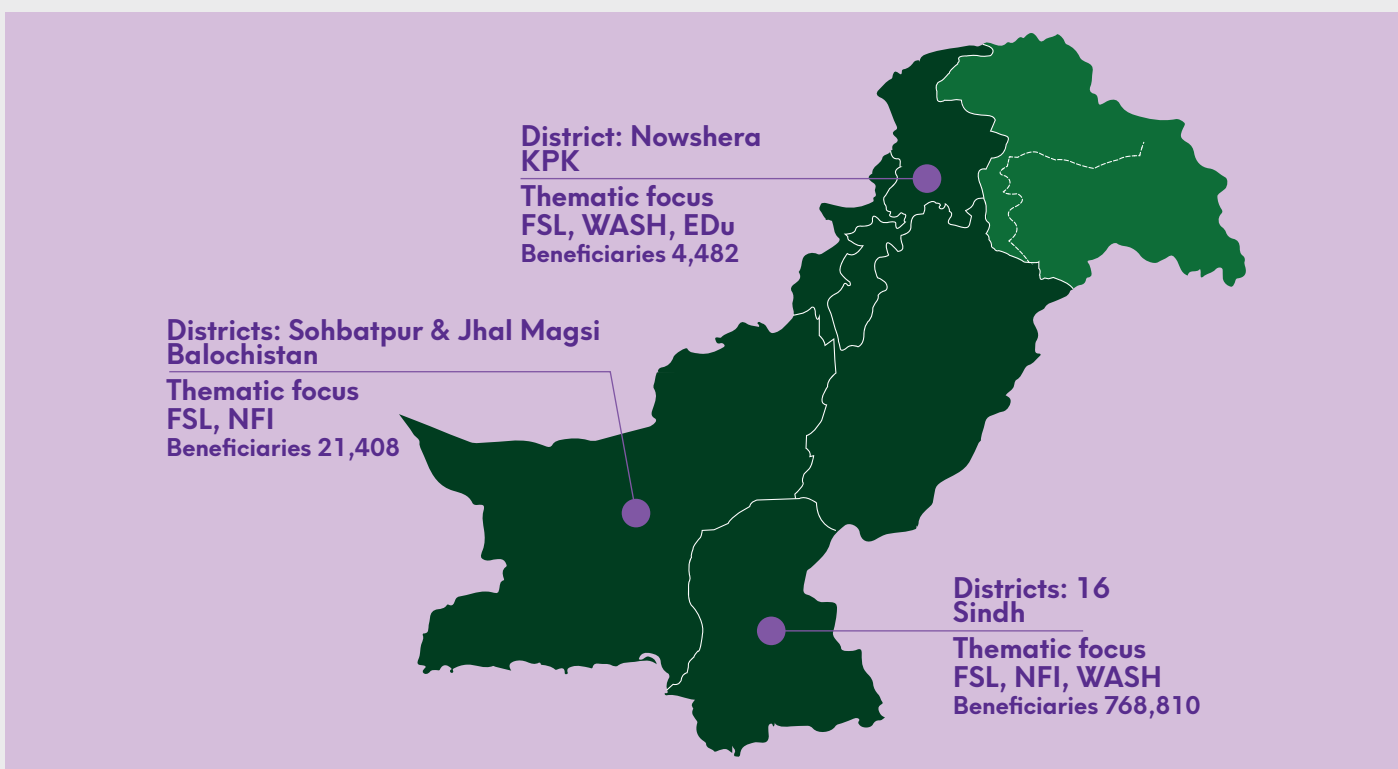 District: Nowshera
KPK
Thematic focus
FSL, WASH, EDu
Beneficiaries 4,482
Districts: Sohbatpur & Jhal Magsi
Balochistan
Thematic focus
FSL, NFI
Beneficiaries 21,408
Districts: 16
Sindh
Thematic focus
FSL, NFI, WASH
Beneficiaries 768,810